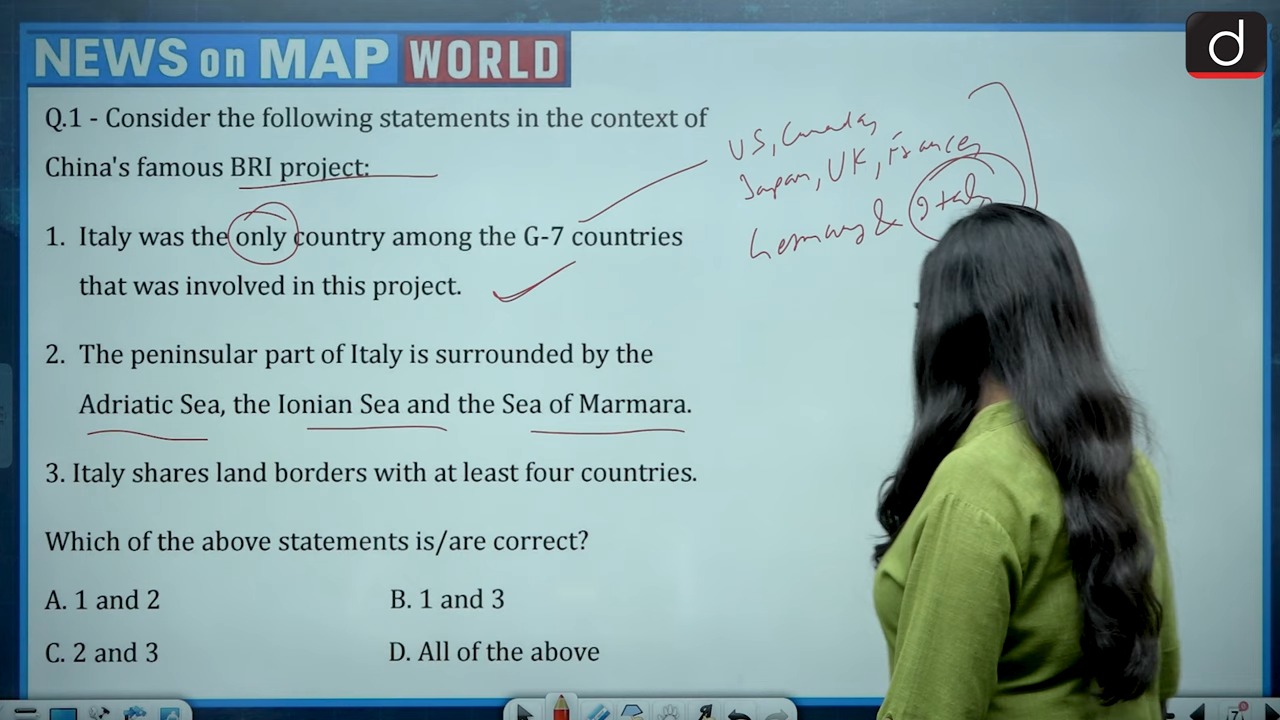 NEWS on MAP WORLD
d
Q.1 - Consider the following statements in the context of
China's famous BRI project:
US, Canada,
Japan, UK, France,
Germany & Italy
1. Italy was the only country among the G-7 countries
that was involved in this project.
2. The peninsular part of Italy is surrounded by the
Adriatic Sea, the Ionian Sea and the Sea of Marmara.
3. Italy shares land borders with at least four countries.
Which of the above statements is/are correct?
A. 1 and 2
B. 1 and 3
C. 2 and 3
D. All of the above
7